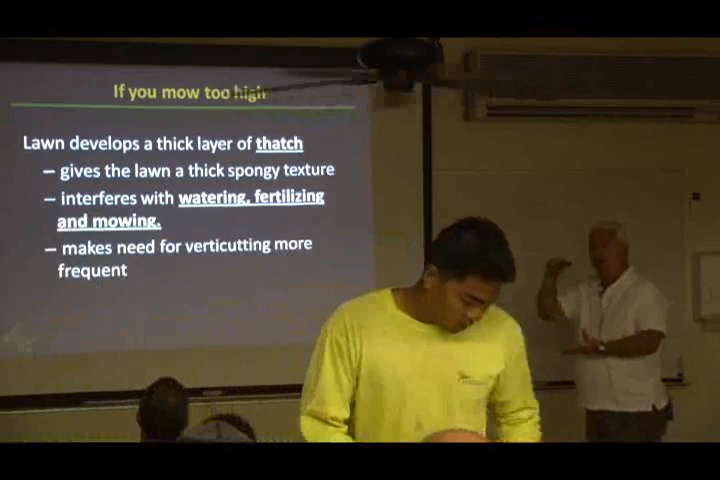 If you mow too high
Lawn develops a thick layer of thatch
– gives the lawn a thick spongy texture
– interferes with watering, fertilizing
and mowing.
– makes need for verticutting more
frequent